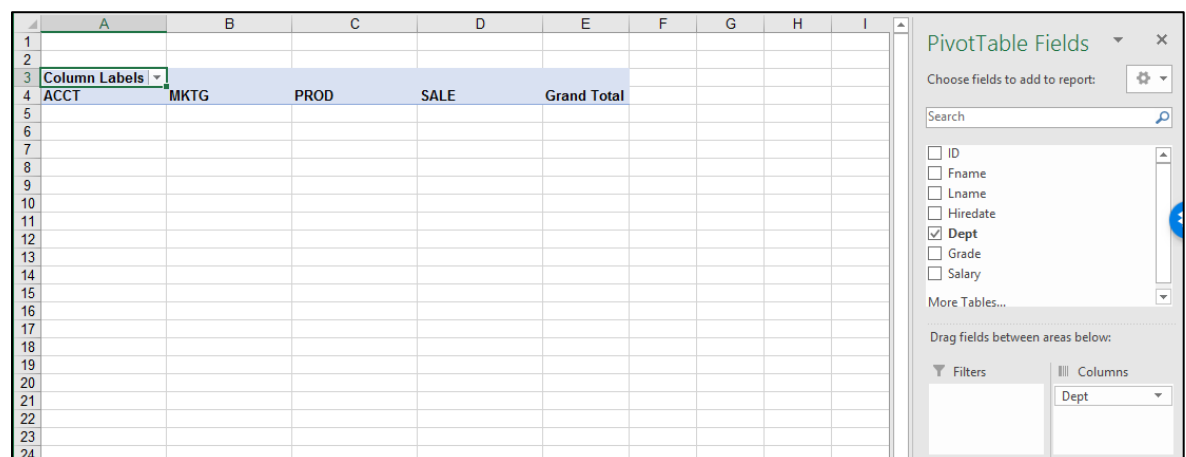 A B C D E F G H I
1
2
3 Column Labels
4 ACCT MKTG PROD SALE Grand Total
5
6
7
8
9
10
11
12
13
14
15
16
17
18
19
20
21
22
23
24
PivotTable Fields
Choose fields to add to report:
Search
ID
Fname
Lname
Hiredate
Dept
Grade
Salary
More Tables...
Drag fields between areas below:
Filters Columns
Dept